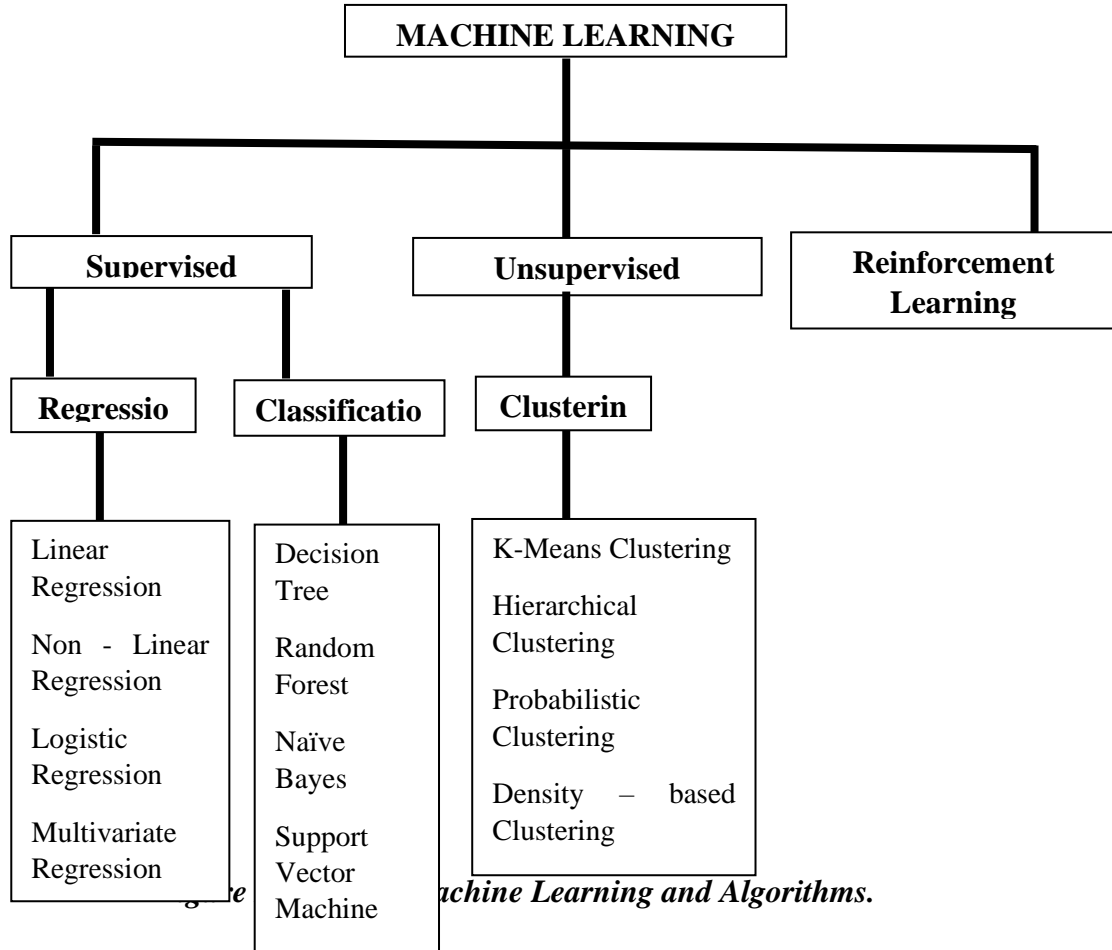 MACHINE LEARNING
Supervised
Unsupervised
Reinforcement
Learning
Regressio
Classificatio
Clusterin
Linear
Regression
Non - Linear
Regression
Logistic
Regression
Multivariate
Regression
Decision
Tree
Random
Forest
Naïve
Bayes
Support
Vector
Machine
K-Means Clustering
Hierarchical
Clustering
Probabilistic
Clustering
Density – based
Clustering
achine Learning and Algorithms.